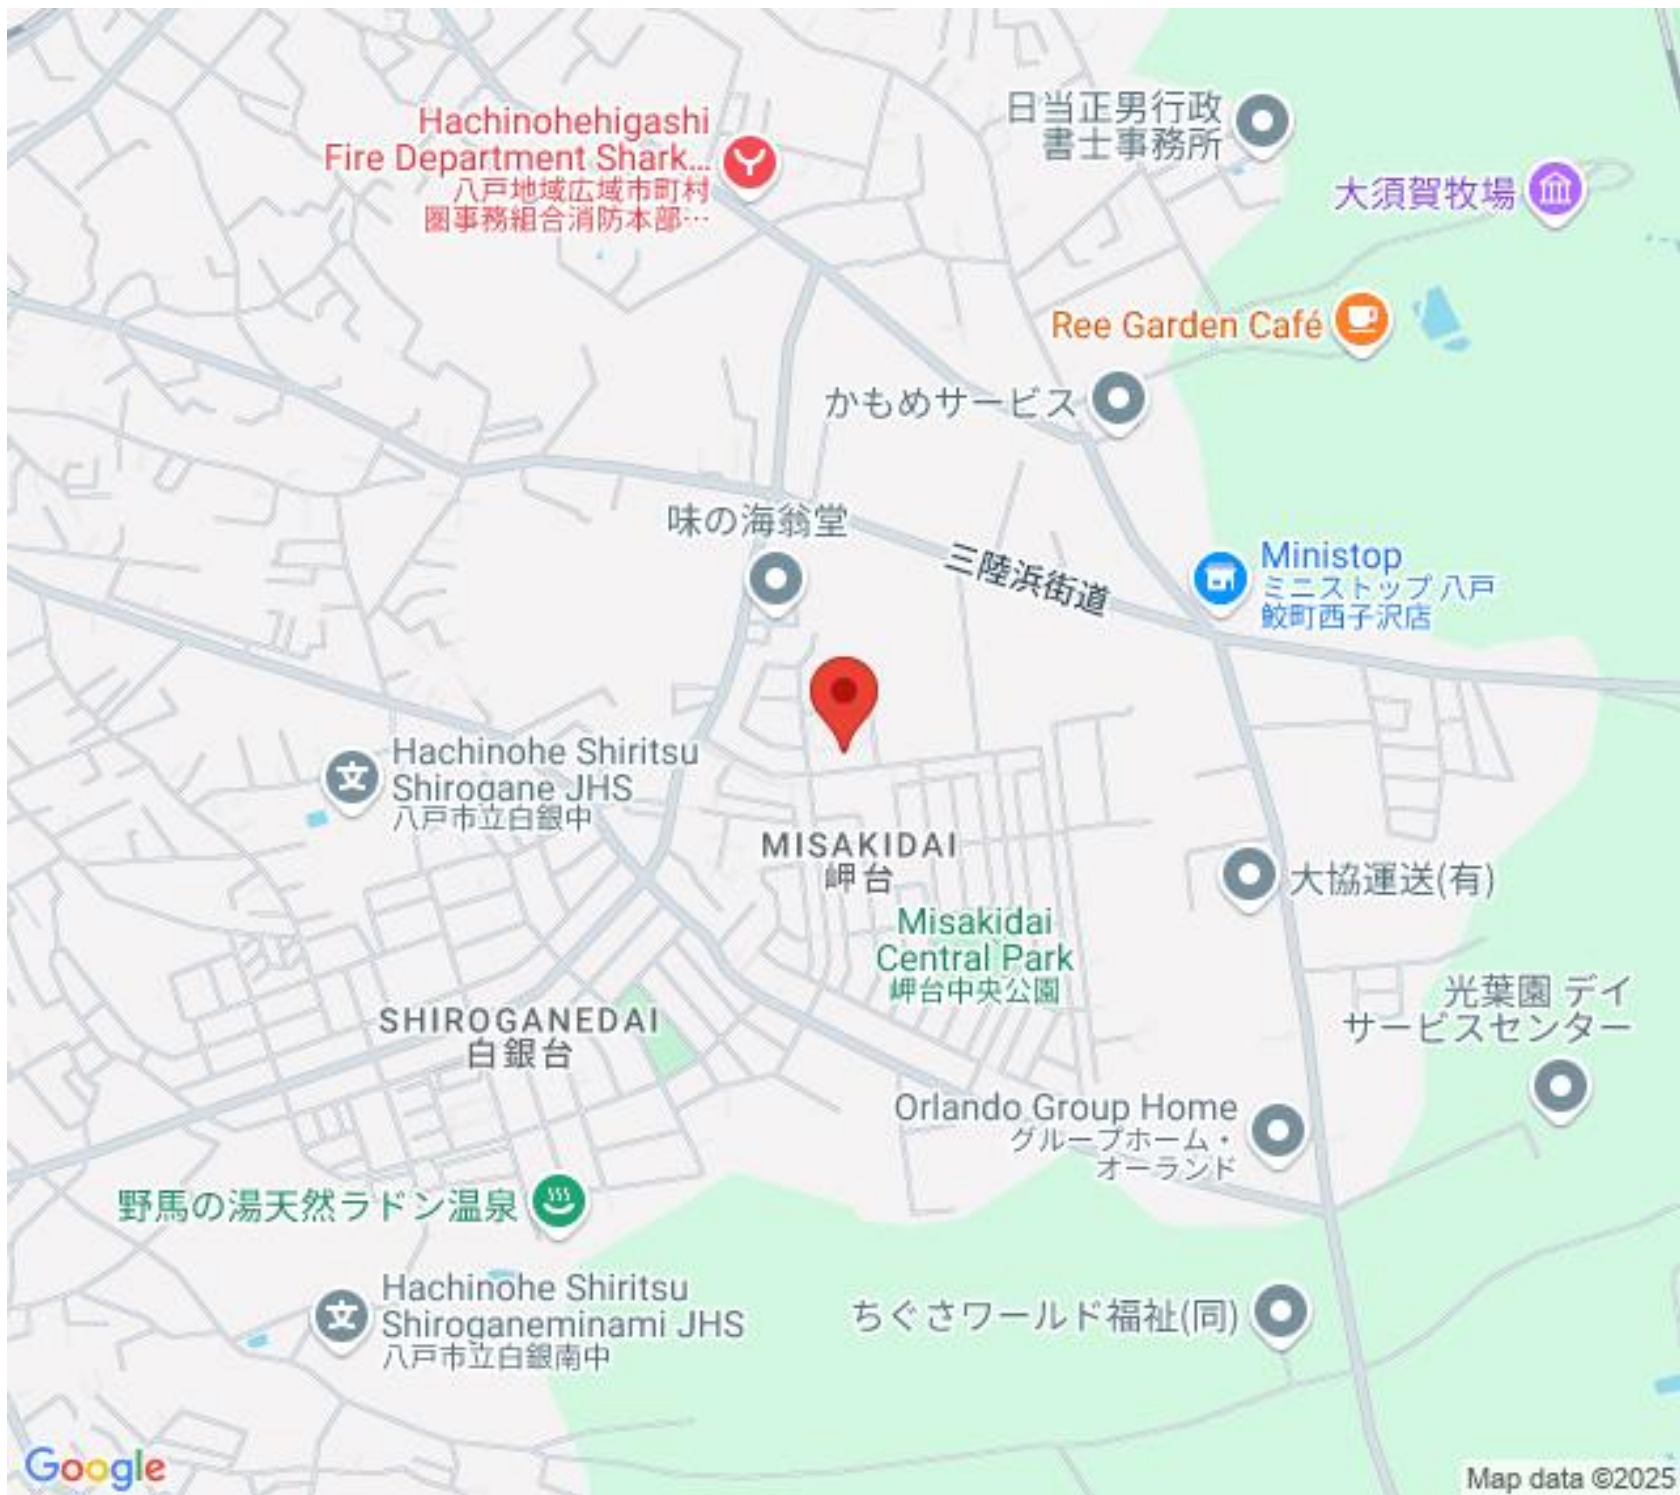 Hachinohehigashi
Fire Department Shark...
八戸地域広域市町村
圏事務組合消防本部…
日当正男行政
書士事務所
大須賀牧場
Ree Garden Café
かもめサービス
味の海翁堂
三陸浜街道
Ministop
ミニストップ 八戸
鮫町西子沢店
Hachinohe Shiritsu
Shirogane JHS
八戸市立白銀中
MISAKIDAI
岬台
大協運送(有)
Misakidai
Central Park
岬台中央公園
光葉園 デイ
サービスセンター
SHIROGANEDAI
白銀台
Orlando Group Home
グループホーム・
オーランド
野馬の湯天然ラドン温泉
Hachinohe Shiritsu
Shiroganeminami JHS
八戸市立白銀南中
ちぐさワールド福祉(同)
Google
Map data ©2025